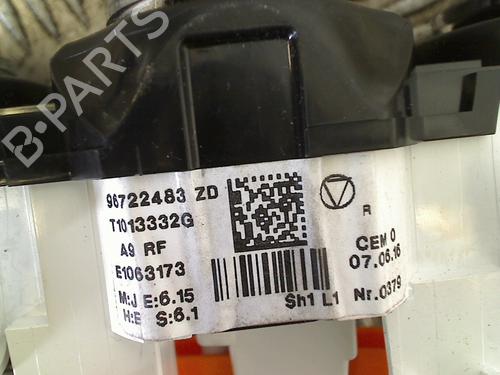 B-PARTS
96722483 ZD
T1013332G
A9 RF
E1063173
M:J E:6.15
H:E S:6.1
R
CEM 0
07.06.16
Sh1 L1
Nr.0379